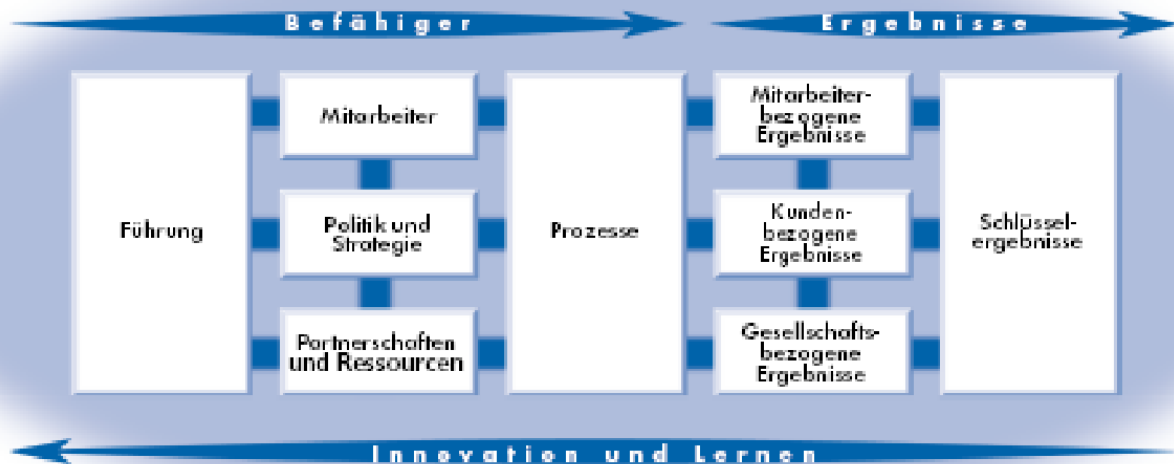 Befähiger
Ergebnisse
Führung
Mitarbeiter
Politik und
Strategie
Partnerschaften
und Ressourcen
Prozesse
Mitarbeiter-
bezogene
Ergebnisse
Kunden-
bezogene
Ergebnisse
Gesellschafts-
bezogene
Ergebnisse
Schlüssel-
ergebnisse
Innovation und Lernen